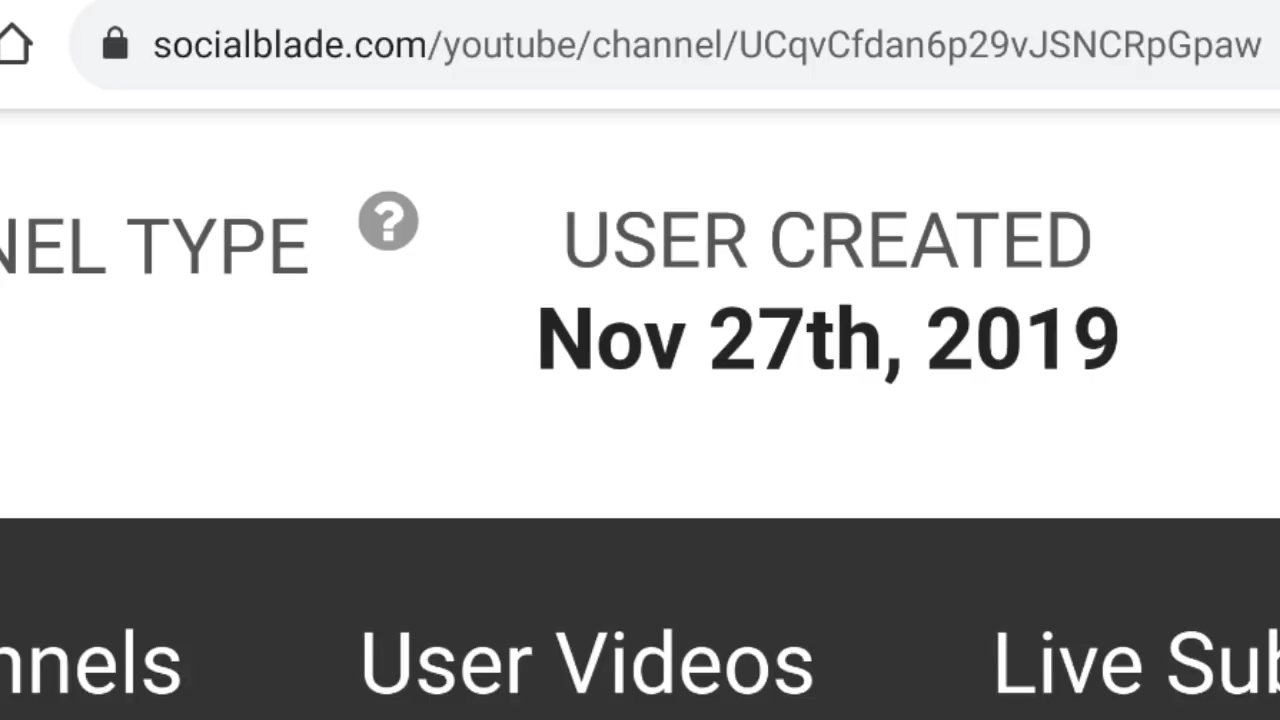 socialblade.com/youtube/channel/UCqvCfdan6p29vJSNCRpGpaw
NEL TYPE ?
USER CREATED
Nov 27th, 2019
nnels
User Videos
Live Sub